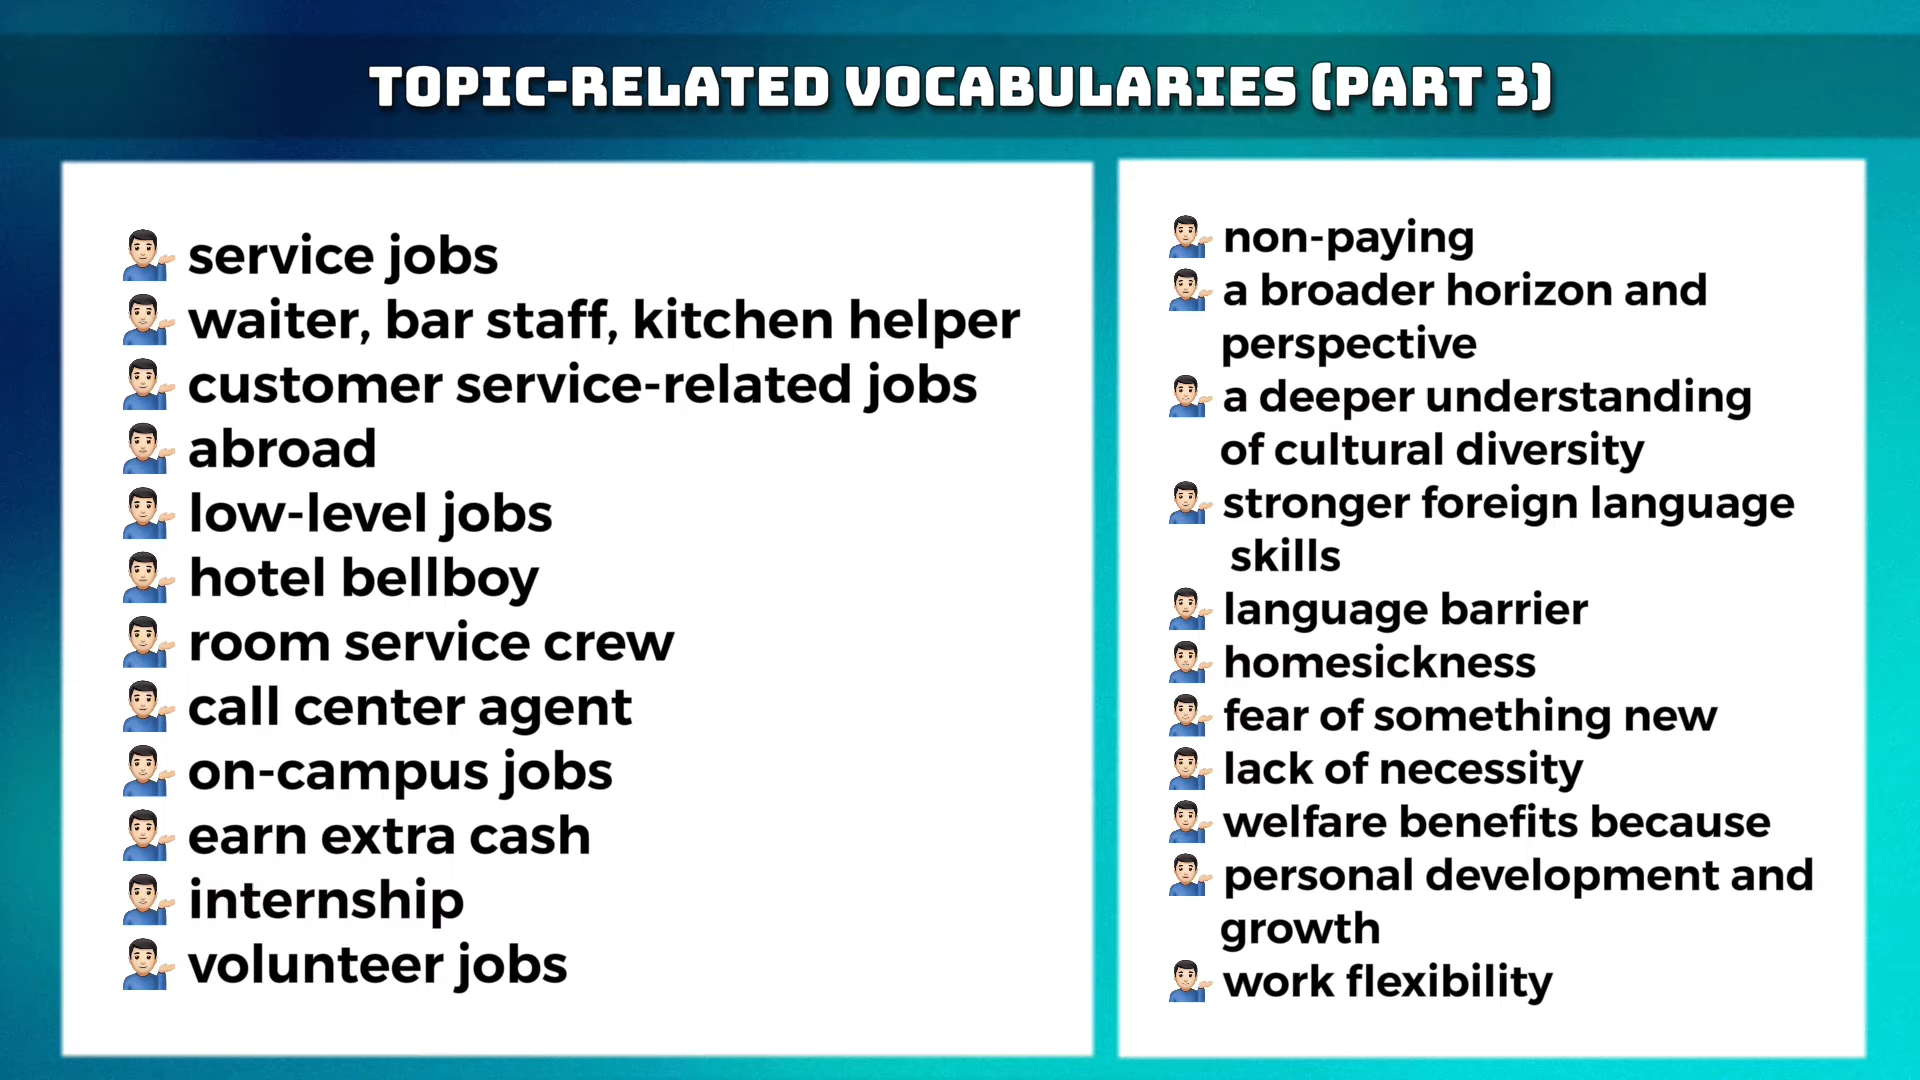 TOPIC-RELATED VOCABULARIES (PART 3)
service jobs
waiter, bar staff, kitchen helper
customer service-related jobs
abroad
low-level jobs
hotel bellboy
room service crew
call center agent
on-campus jobs
earn extra cash
internship
volunteer jobs
non-paying
a broader horizon and
perspective
a deeper understanding
of cultural diversity
stronger foreign language
skills
language barrier
homesickness
fear of something new
lack of necessity
welfare benefits because
personal development and
growth
work flexibility